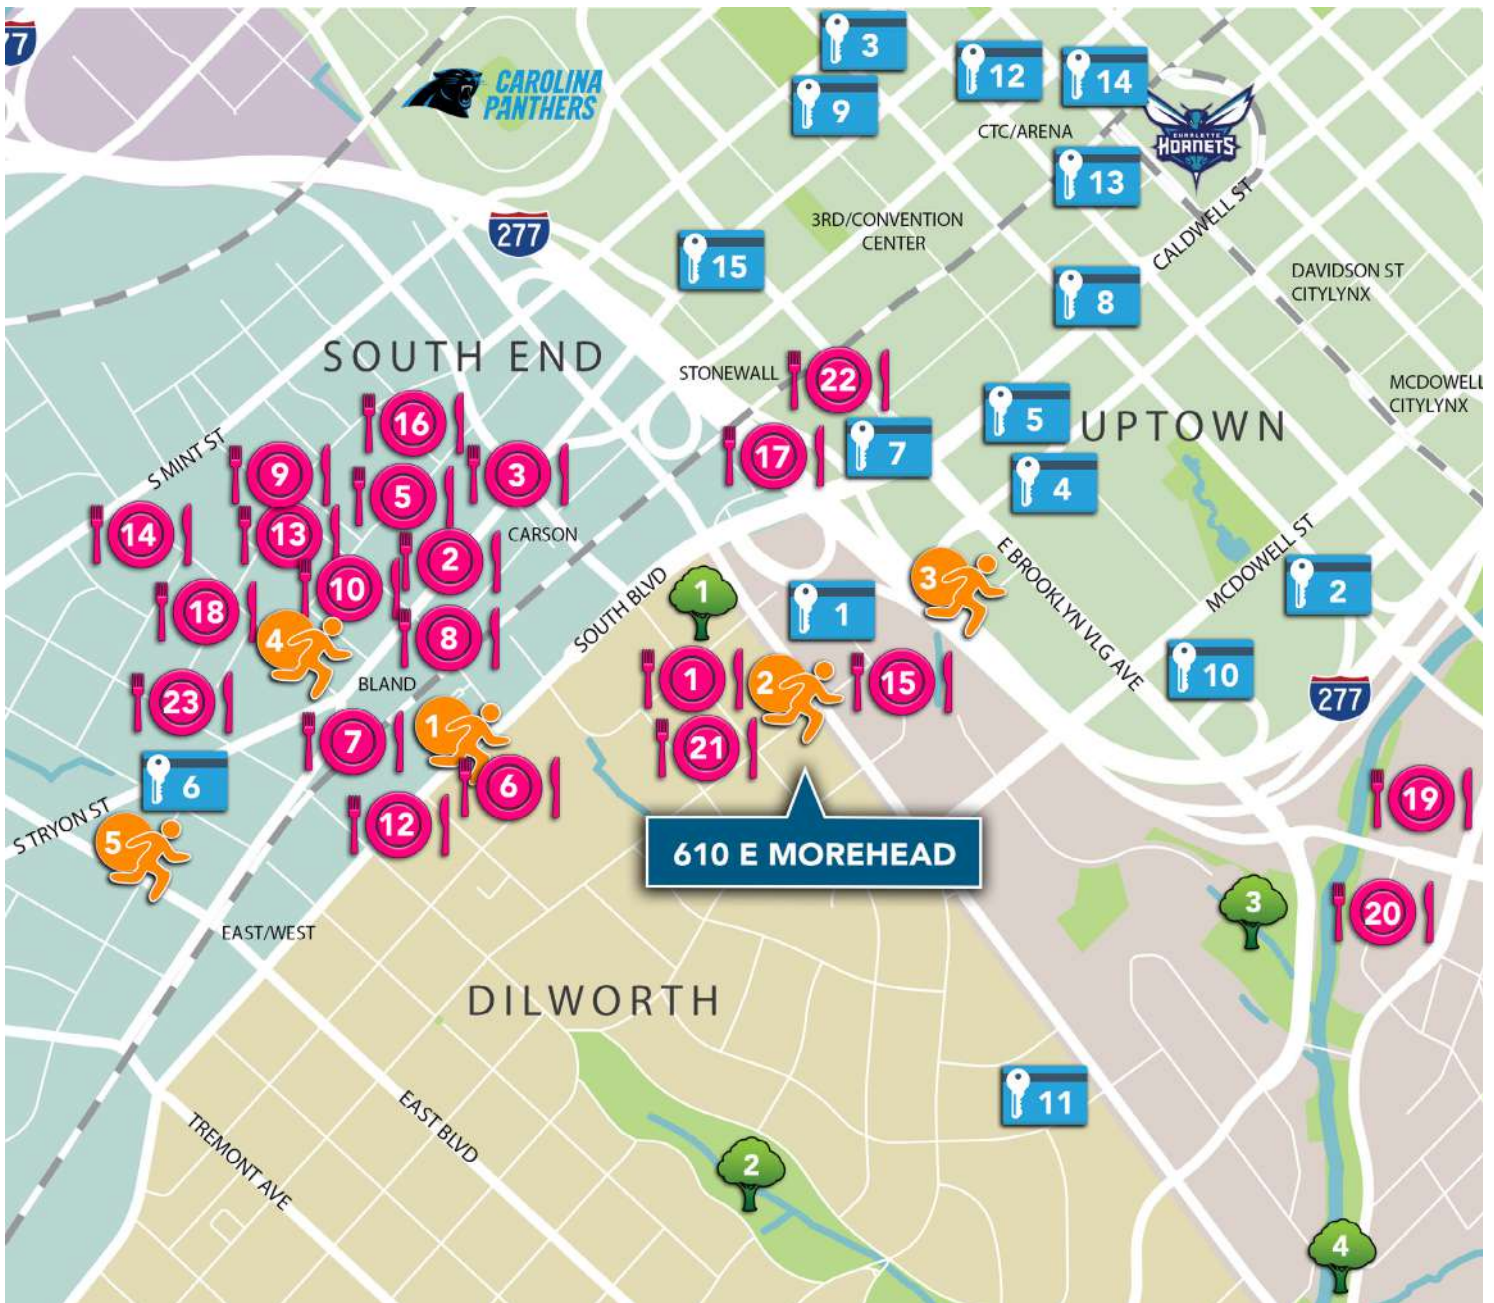 77
3
12
14
CAROLINA
PANTHERS
9
CTC/ARENA
CHARLOTTE
HORNETS
13
3RD/CONVENTION
CENTER
CALDWELL ST
277
15
8
DAVIDSON ST
CITYLYNX
SOUTH END
STONEWALL
22
MCDOWELL
CITYLYNX
16
5
UPTOWN
S MINT ST
9
3
17
7
5
4
14
13
CARSON
2
E BROOKLYN VLG AVE
MCDOWELL ST
10
18
1
3
2
SOUTH BLVD
1
4
8
BLAND
1
2
15
10
277
23
7
1
21
6
6
19
S TRYON ST
12
5
610 E MOREHEAD
3
20
EAST/WEST
DILWORTH
11
EAST BLVD
TREMONT AVE
2
4